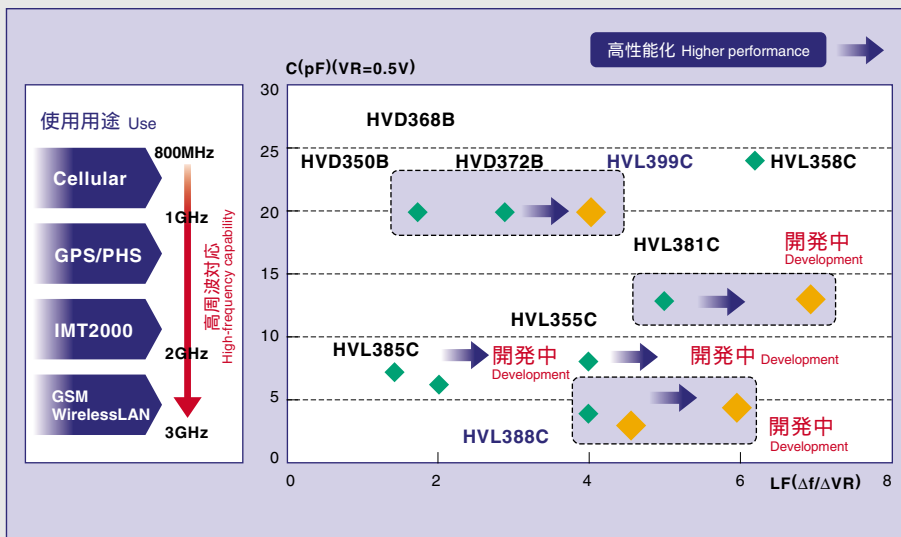 高性能化 Higher performance
C(pF)(VR=0.5V)
使用用途 Use
800MHz
Cellular
1GHz
GPS/PHS
IMT2000
2GHz
GSM
WirelessLAN
3GHz
高周波対応
High-frequency capability
30
25
20
15
10
5
0
HVD368B
HVD350B
HVD372B
HVL399C
HVL358C
HVL381C
開発中
Development
HVL355C
HVL385C
開発中
Development
開発中 Development
HVL388C
開発中
Development
0
2
4
6
LF(Δf/ΔVR)
8